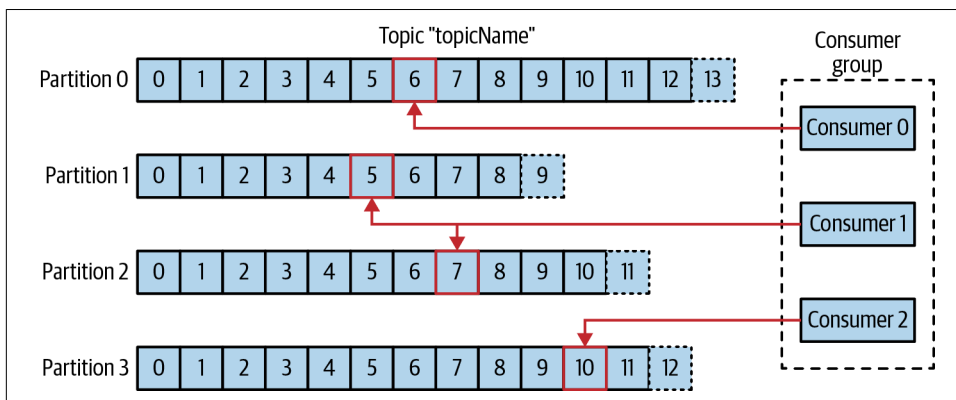 Topic "topicName"
Consumer
group
Partition 0 0 1 2 3 4 5 6 7 8 9 10 11 12 13
Consumer 0
Partition 1 0 1 2 3 4 5 6 7 8 9
Consumer 1
Partition 2 0 1 2 3 4 5 6 7 8 9 10 11
Consumer 2
Partition 3 0 1 2 3 4 5 6 7 8 9 10 11 12